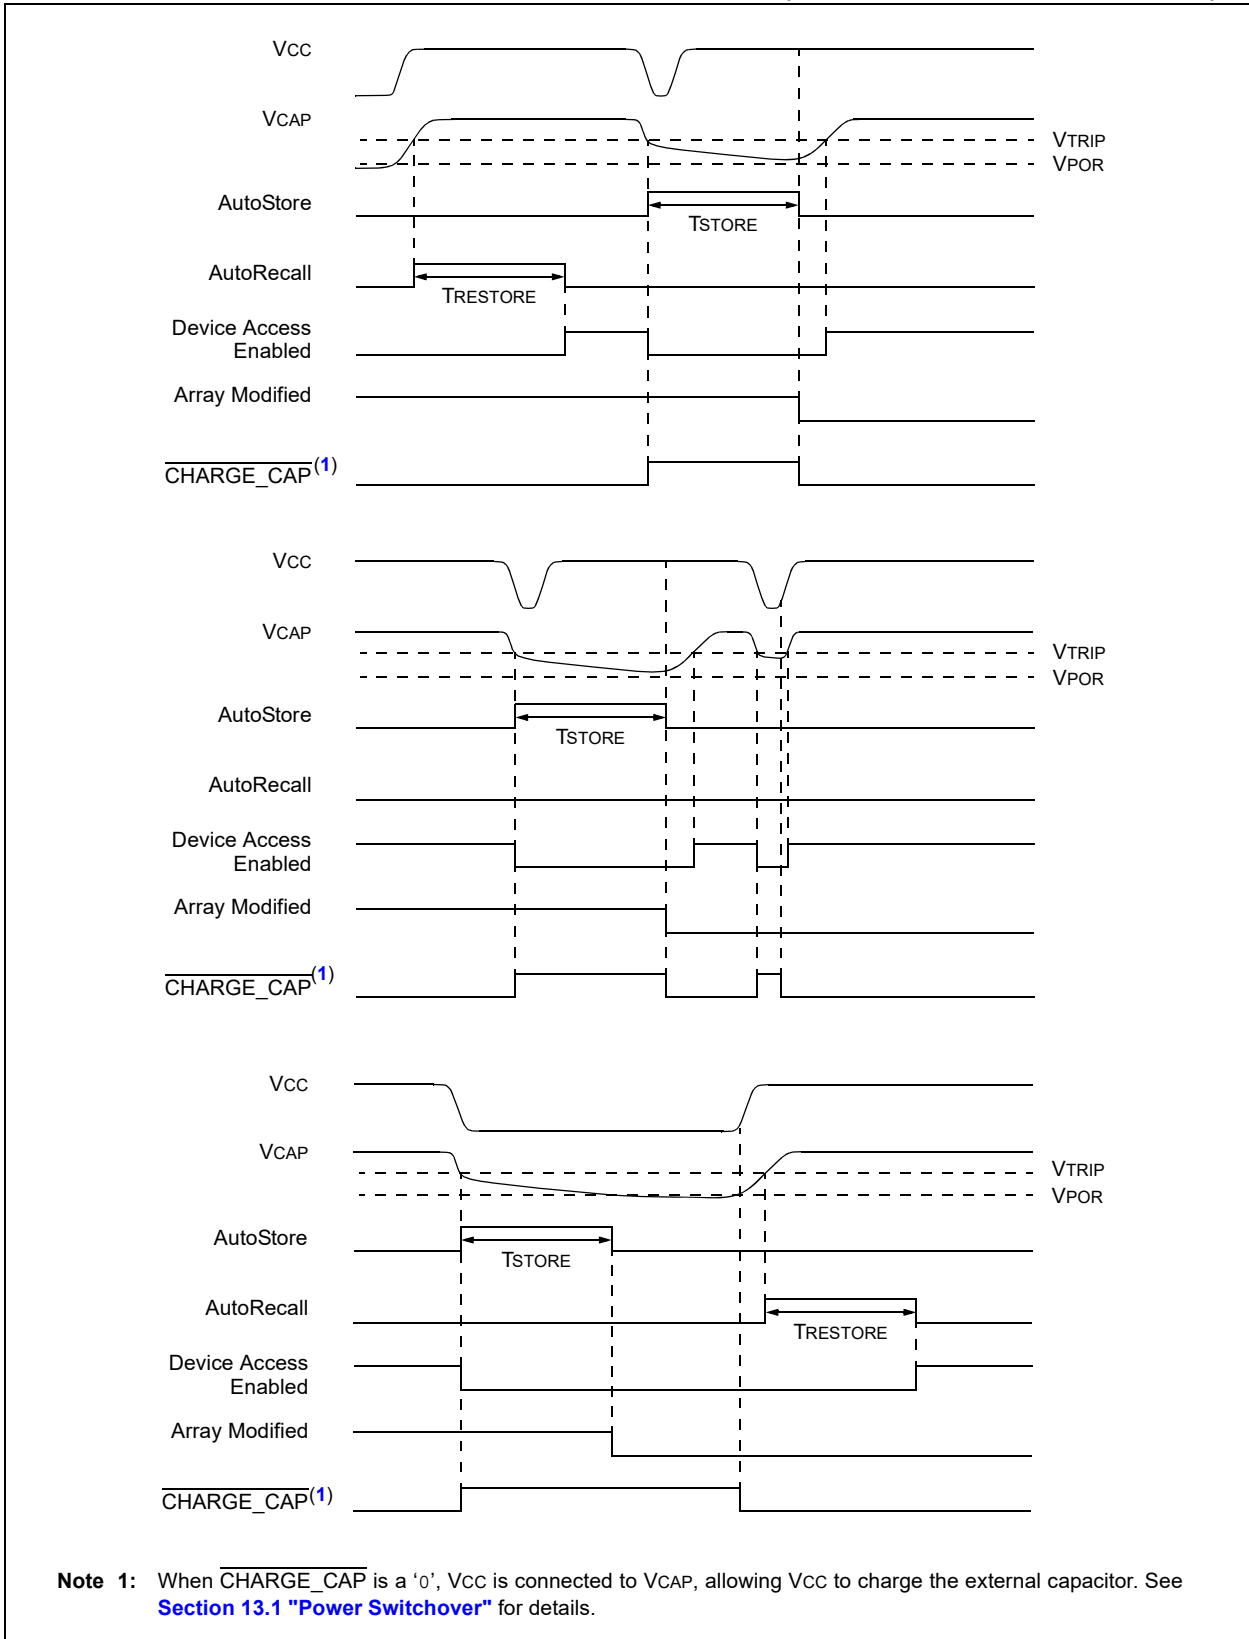 VCC
VCAP
VTRIP
VPOR
AutoStore
TSTORE
AutoRecall
TRESTORE
Device Access
Enabled
Array Modified
CHARGE_CAP(1)
VCC
VCAP
VTRIP
VPOR
AutoStore
TSTORE
AutoRecall
Device Access
Enabled
Array Modified
CHARGE_CAP(1)
VCC
VCAP
VTRIP
VPOR
AutoStore
TSTORE
AutoRecall
TRESTORE
Device Access
Enabled
Array Modified
CHARGE_CAP(1)
Note 1: When CHARGE_CAP is a ‘0’, VCC is connected to VCAP, allowing VCC to charge the external capacitor. See
Section 13.1 "Power Switchover" for details.